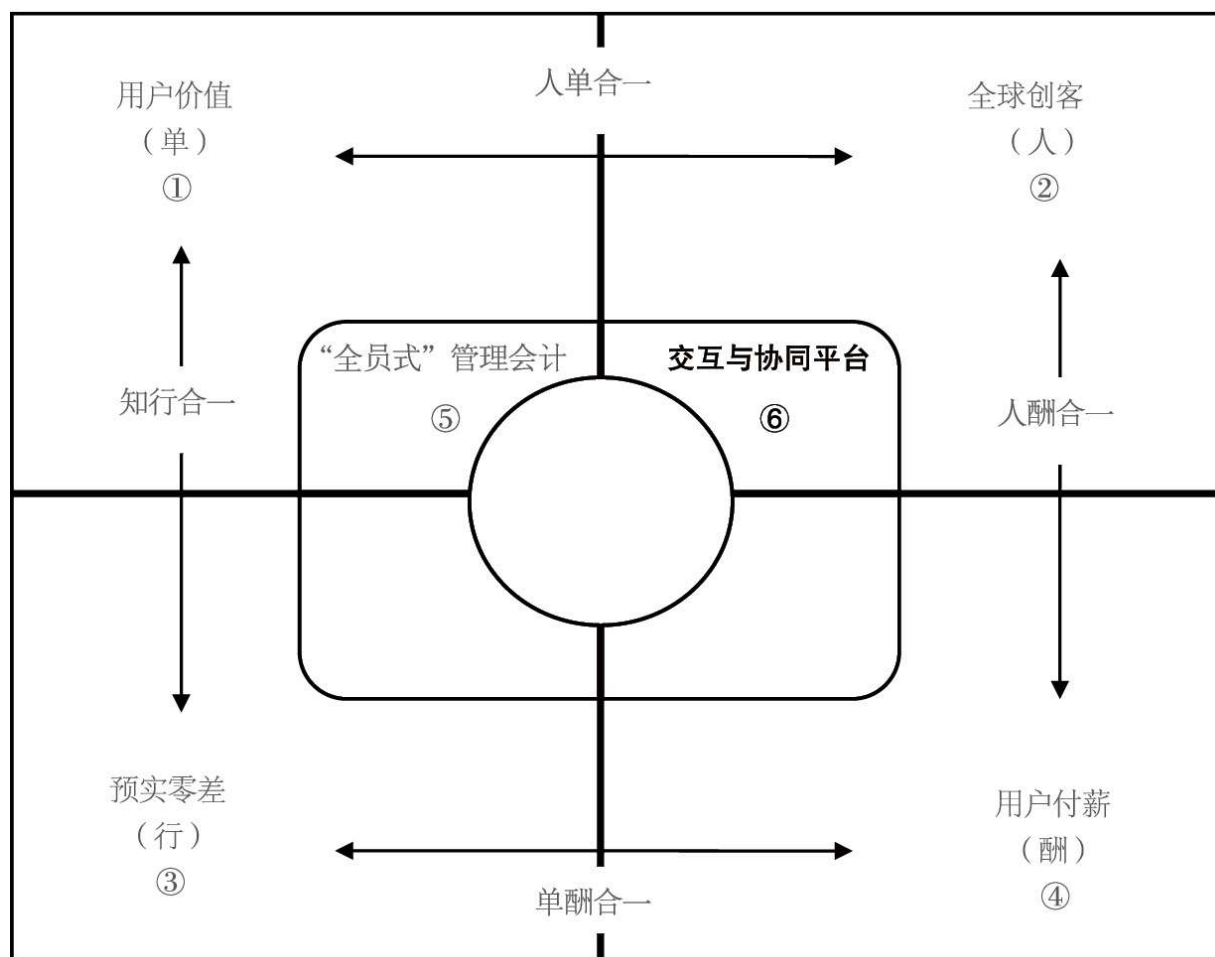 人单合一
用户价值
（单）
①
全球创客
（人）
②
“全员式”管理会计
⑤
交互与协同平台
⑥
知行合一
人酬合一
预实零差
（行）
③
用户付薪
（酬）
④
单酬合一